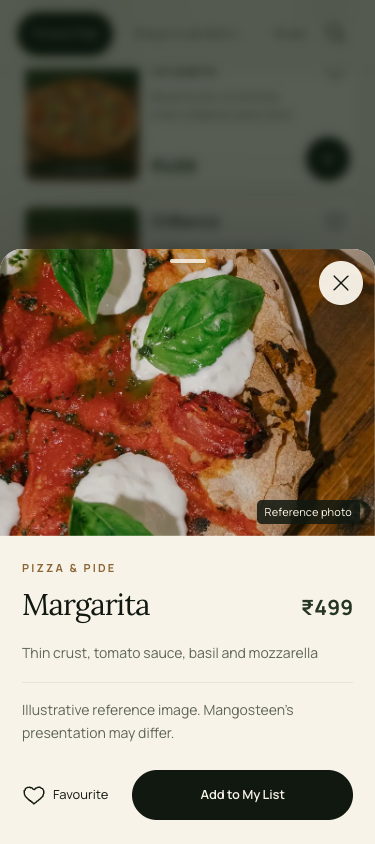 Reference photo
PIZZA & PIDE
Margarita
₹499
Thin crust, tomato sauce, basil and mozzarella
Illustrative reference image. Mangosteen's
presentation may differ.
Favourite
Add to My List